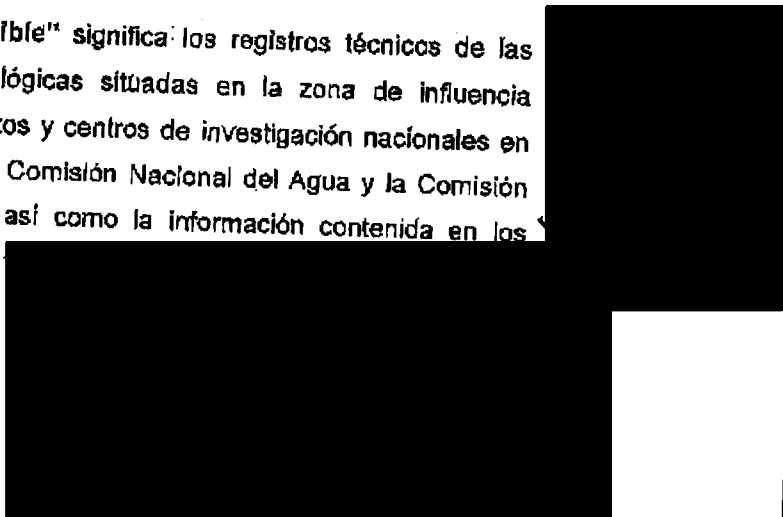 ible" significa: los registros técnicos de las
lógicas situadas en la zona de influencia
tos y centros de investigación nacionales en
Comisión Nacional del Agua y la Comisión
así como la información contenida en los